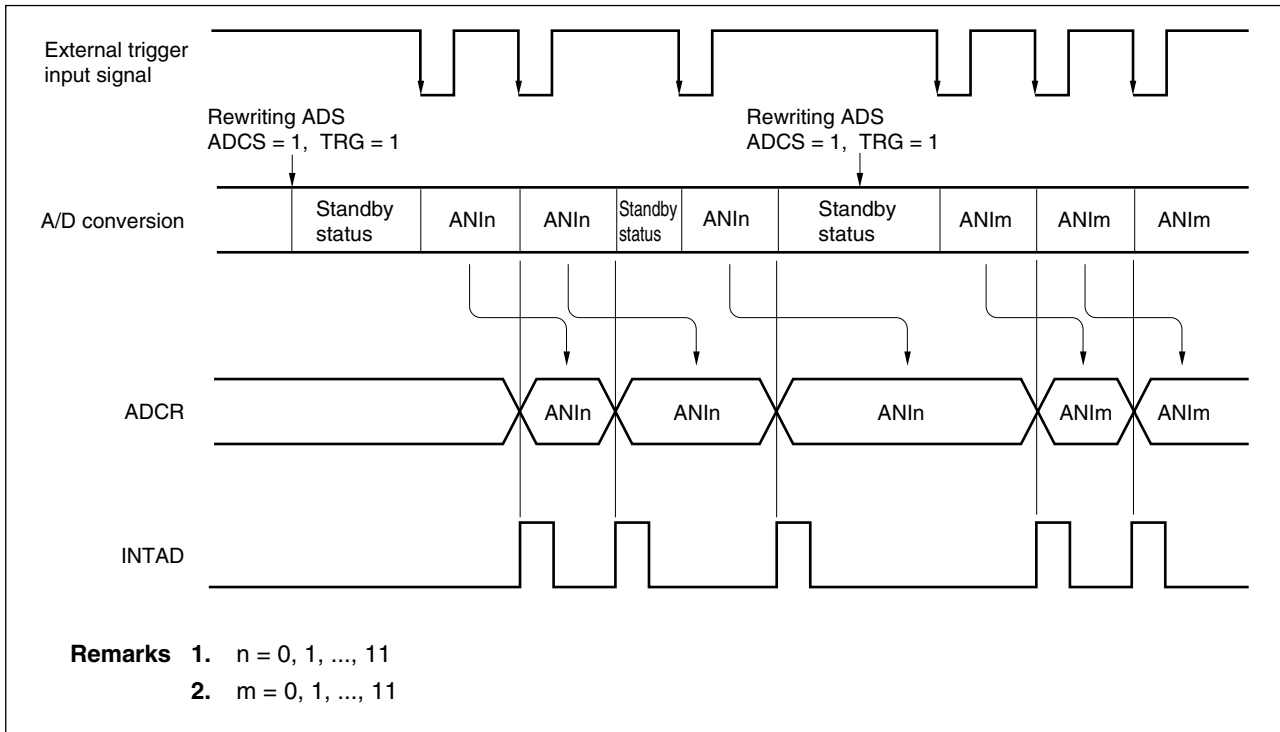 External trigger
input signal
Rewriting ADS
ADCS = 1, TRG = 1
Rewriting ADS
ADCS = 1, TRG = 1
A/D conversion
Standby
status
ANIn
ANIn
Standby
status
ANIn
Standby
status
ANIm
ANIm
ANIm
ADCR
ANIn
ANIn
ANIn
ANIm
ANIm
INTAD
Remarks 1. n = 0, 1, ..., 11
2. m = 0, 1, ..., 11